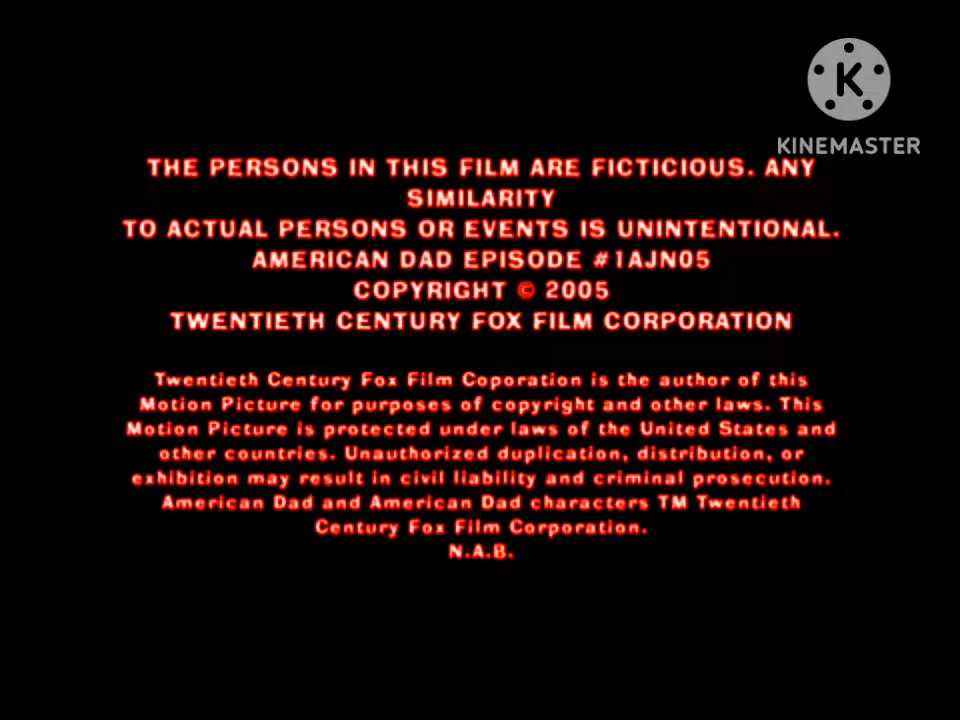 KINEMASTER
THE PERSONS IN THIS FILM ARE FICTICIOUS. ANY
SIMILARITY
TO ACTUAL PERSONS OR EVENTS IS UNINTENTIONAL.
AMERICAN DAD EPISODE #1AJN05
COPYRIGHT © 2005
TWENTIETH CENTURY FOX FILM CORPORATION
Twentieth Century Fox Film Coporation is the author of this
Motion Picture for purposes of copyright and other laws. This
Motion Picture is protected under laws of the United States and
other countries. Unauthorized duplication, distribution, or
exhibition may result in civil liability and criminal prosecution.
American Dad and American Dad characters TM Twentieth
Century Fox Film Corporation.
N.A.B.